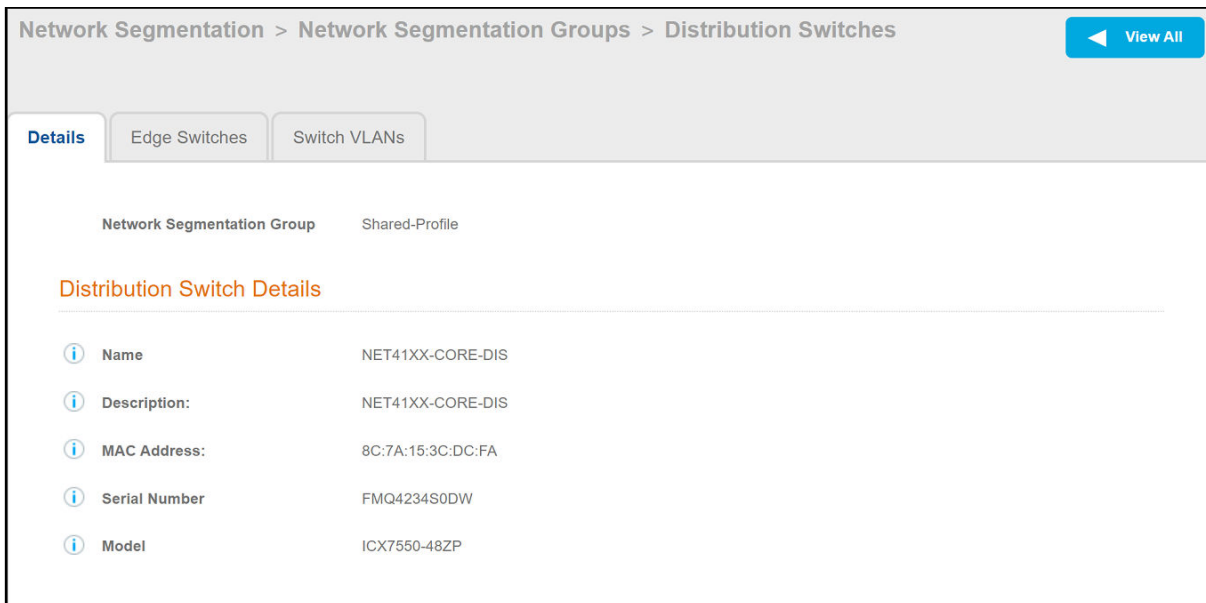 Network Segmentation > Network Segmentation Groups > Distribution Switches
View All
Details Edge Switches Switch VLANs
Network Segmentation Group Shared-Profile
Distribution Switch Details
Name NET41XX-CORE-DIS
Description: NET41XX-CORE-DIS
MAC Address: 8C:7A:15:3C:DC:FA
Serial Number FMQ4234S0DW
Model ICX7550-48ZP